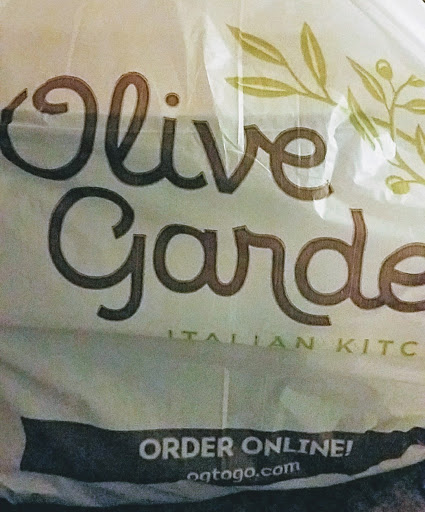 Olive
Garde
ITALIAN KITC
ORDER ONLINE!
ogtogo.com